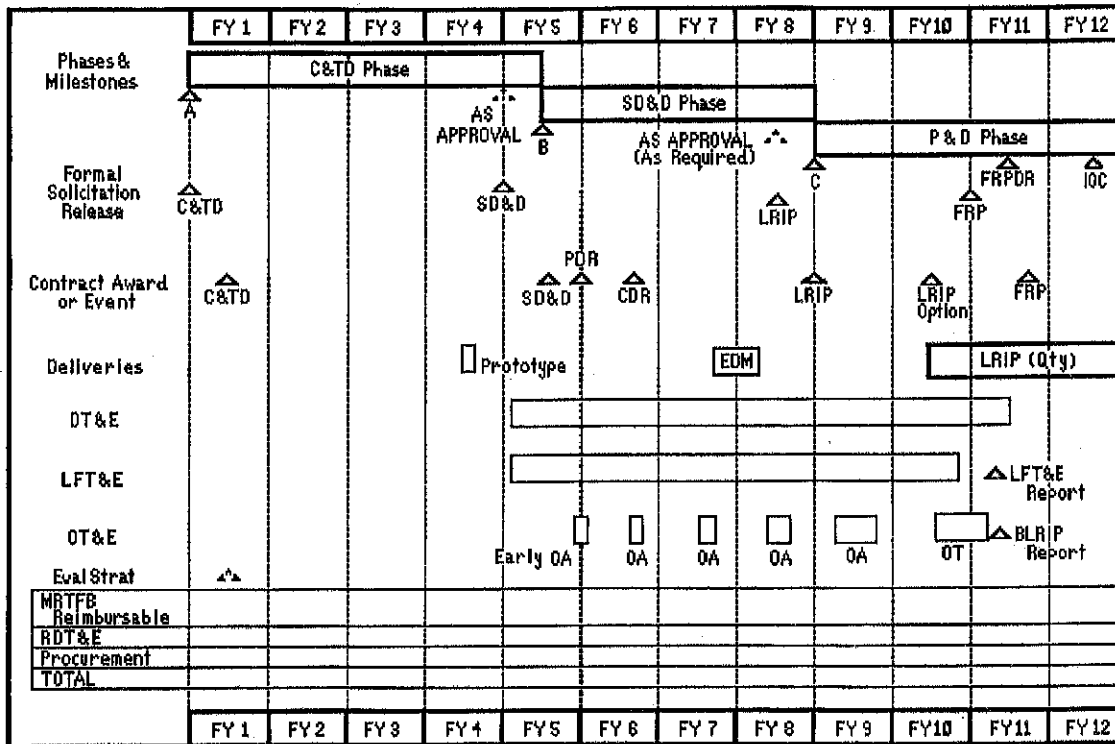 FY 1 FY 2 FY 3 FY 4 FY 5 FY 6 FY 7 FY 8 FY 9 FY10 FY11 FY12
Phases &
Milestones
C&TD Phase
SD&D Phase
P & D Phase
A
AS
APPROVAL
B
AS APPROVAL
(As Required)
C
FRPDR
IOC
Formal
Solicitation
Release
C&TD
SD&D
LRIP
FRP
Contract Award
or Event
C&TD
SD&D
PDR
CDR
LRIP
LRIP
Option
FRP
Deliveries
Prototype
EDM
LRIP (Qty)
DT&E
LFT&E
LFT&E
Report
OT&E
Early OA
OA
OA
OA
OA
OT
BLRIP
Report
Eval Strat
MRTFB
Reimbursable
RDT&E
Procurement
TOTAL
FY 1 FY 2 FY 3 FY 4 FY 5 FY 6 FY 7 FY 8 FY 9 FY10 FY11 FY12